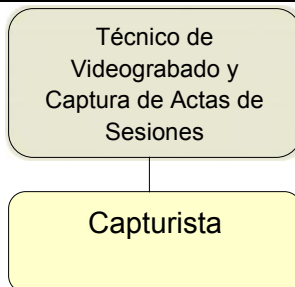 Técnico de
Videograbado y
Captura de Actas de
Sesiones
Capturista